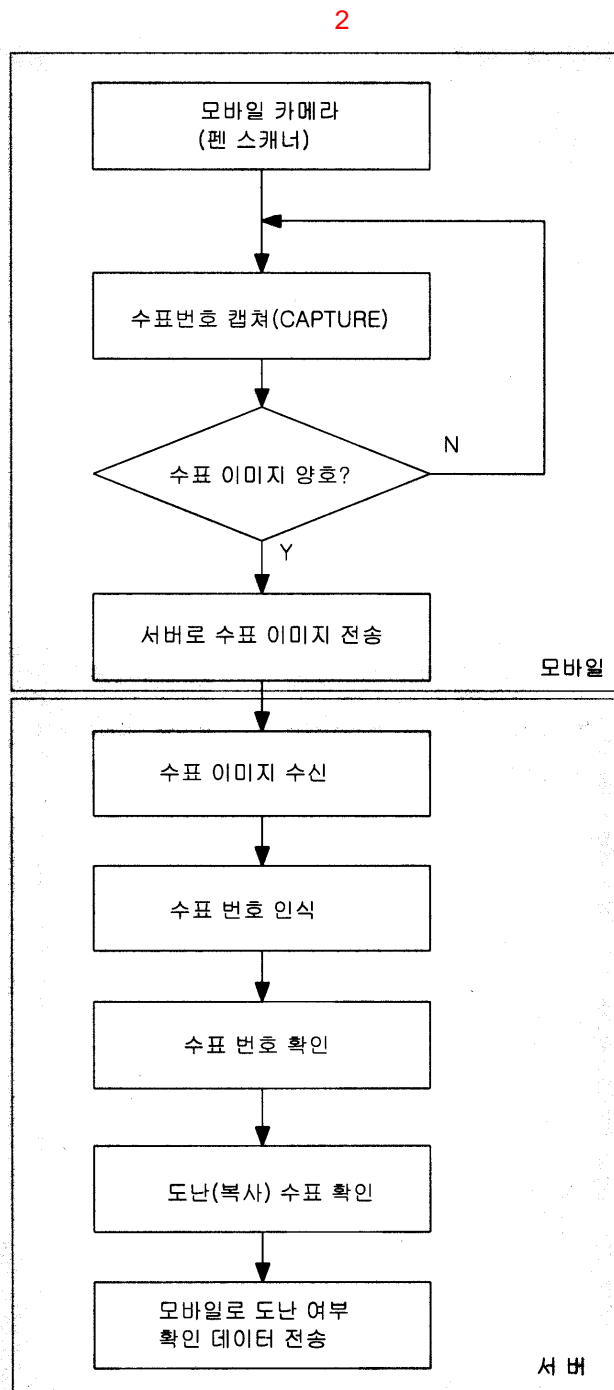 2
모바일 카메라
(펜 스캐너)
수표번호 캡쳐(CAPTURE)
수표 이미지 양호?
N
Y
서버로 수표 이미지 전송
모바일
수표 이미지 수신
수표 번호 인식
수표 번호 확인
도난(복사) 수표 확인
모바일로 도난 여부
확인 데이터 전송
서 버